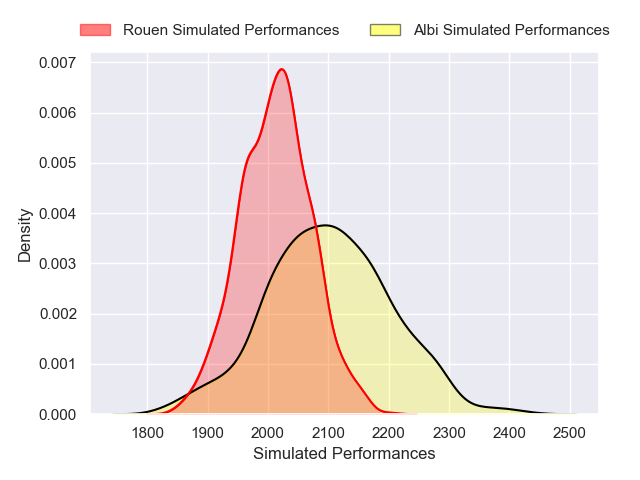 Rouen Simulated Performances
Albi Simulated Performances
0.007
0.006
0.005
0.004
0.003
0.002
0.001
0.000
Density
1800 1900 2000 2100 2200 2300 2400 2500
Simulated Performances